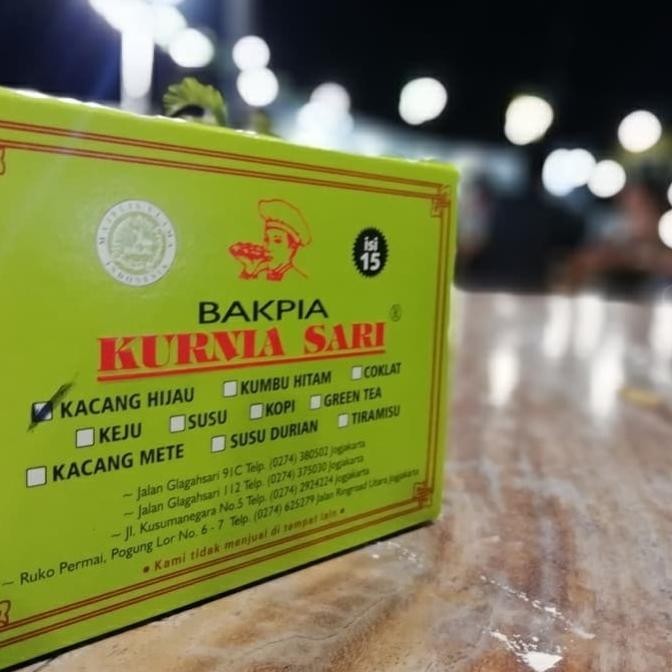 MAJELIS ULAMA
INDONESIA
isi
15
BAKPIA
KURNIA SARI ®
KACANG HIJAU KUMBU HITAM COKLAT
KEJU SUSU KOPI GREEN TEA
KACANG METE SUSU DURIAN TIRAMISU
~ Jalan Glagahsari 91C Telp. (0274) 380502 Jogjakarta
~ Jalan Glagahsari 112 Telp. (0274) 375030 Jogjakarta
~ Jl. Kusumanegara No.5 Telp. (0274) 2924224 Jogjakarta
~ Ruko Permai, Pogung Lor No. 6 - 7 Telp. (0274) 625279 Jalan Ringroad Utara Jogjakarta
• Kami tidak menjual di tempat lain •